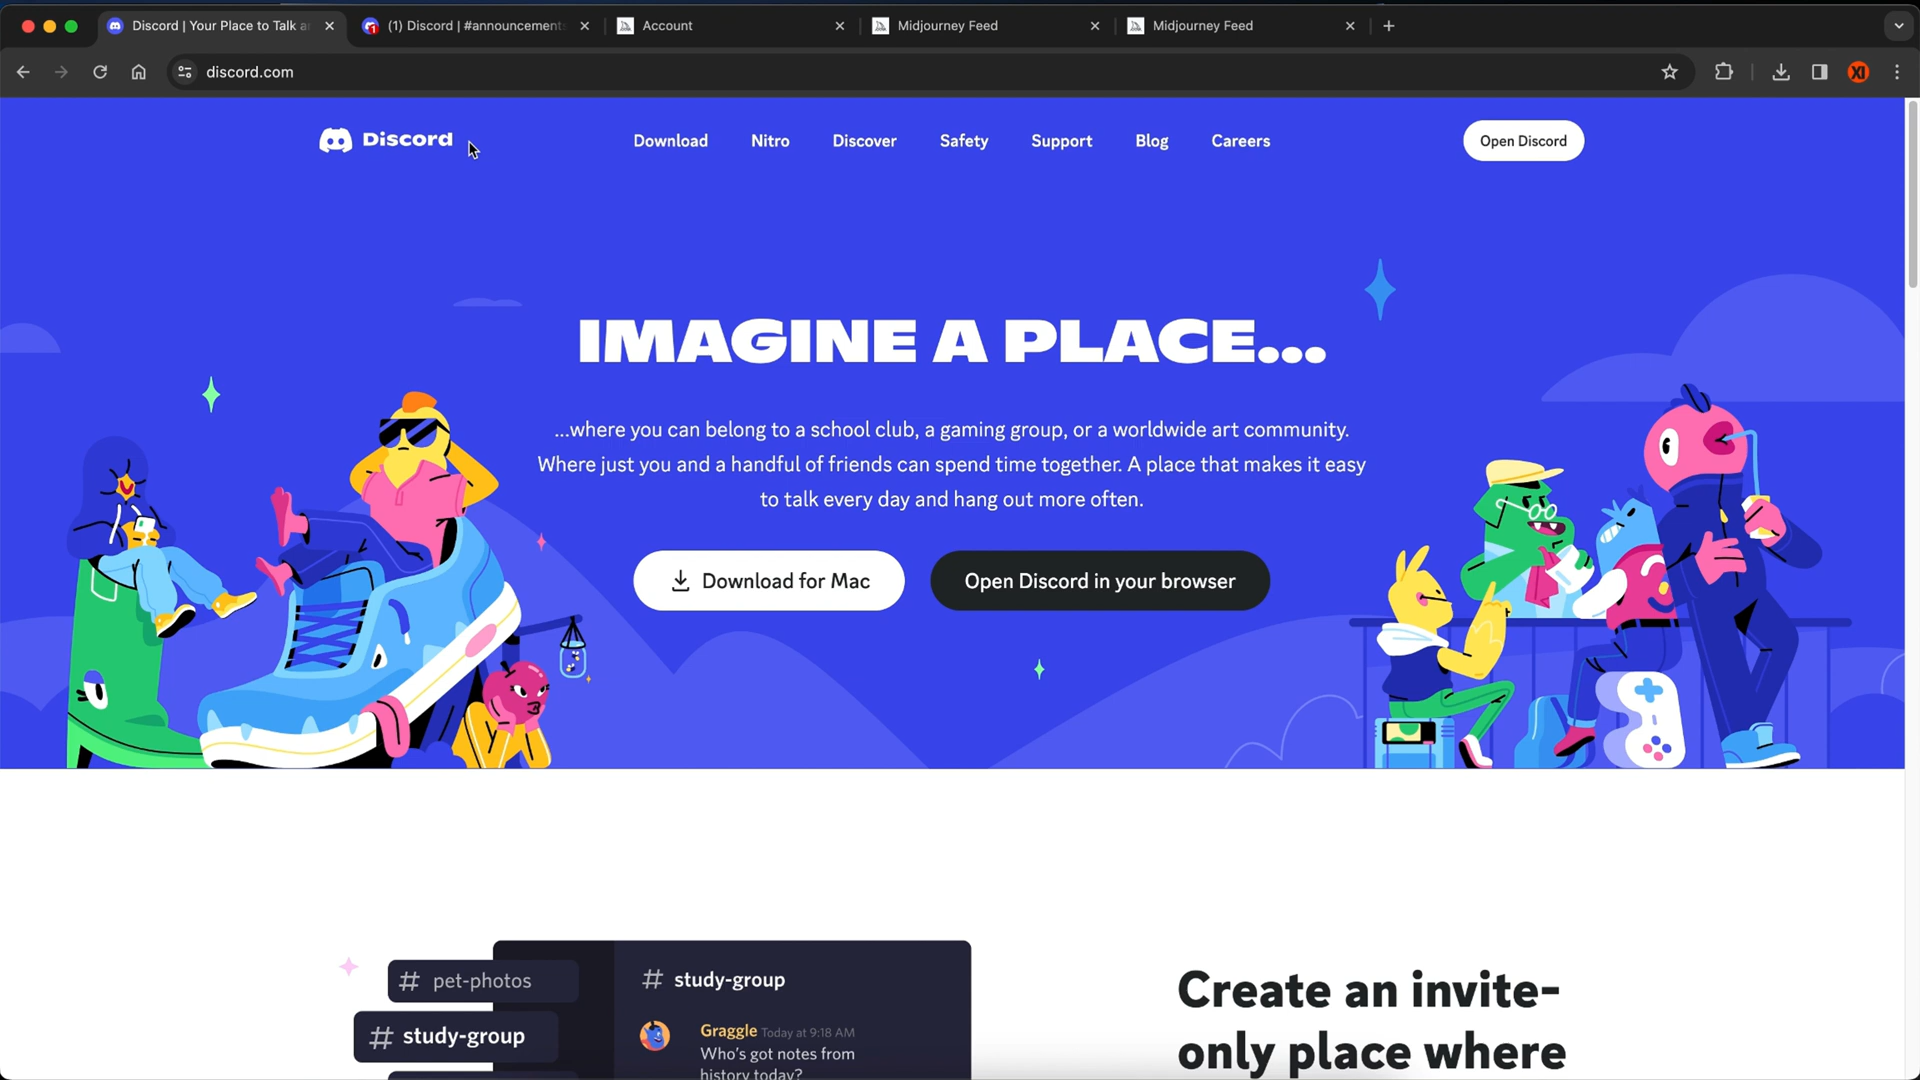 Discord | Your Place to Talk a
(1) Discord | #announcements
Account
Midjourney Feed
Midjourney Feed
discord.com
XI
Discord
Download
Nitro
Discover
Safety
Support
Blog
Careers
Open Discord
IMAGINE A PLACE...
...where you can belong to a school club, a gaming group, or a worldwide art community.
Where just you and a handful of friends can spend time together. A place that makes it easy
to talk every day and hang out more often.
Download for Mac
Open Discord in your browser
# pet-photos
# study-group
# study-group
Graggle Today at 9:18 AM
Who's got notes from
history today?
Create an invite-
only place where